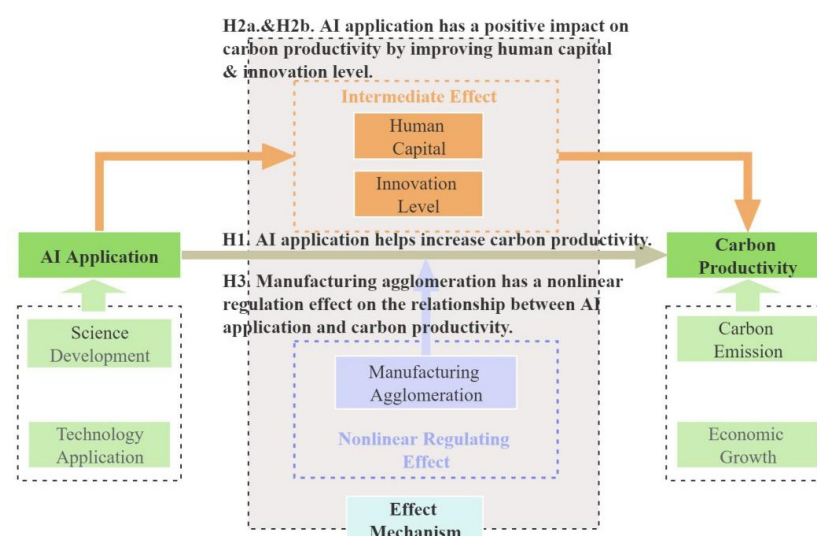 H2a.&H2b. AI application has a positive impact on
carbon productivity by improving human capital
& innovation level.
Intermediate Effect
Human
Capital
Innovation
Level
H1. AI application helps increase carbon productivity.
AI Application
Carbon
Productivity
H3. Manufacturing agglomeration has a nonlinear
regulation effect on the relationship between AI
application and carbon productivity.
Science
Development
Technology
Application
Manufacturing
Agglomeration
Nonlinear Regulating
Effect
Carbon
Emission
Economic
Growth
Effect
Mechanism